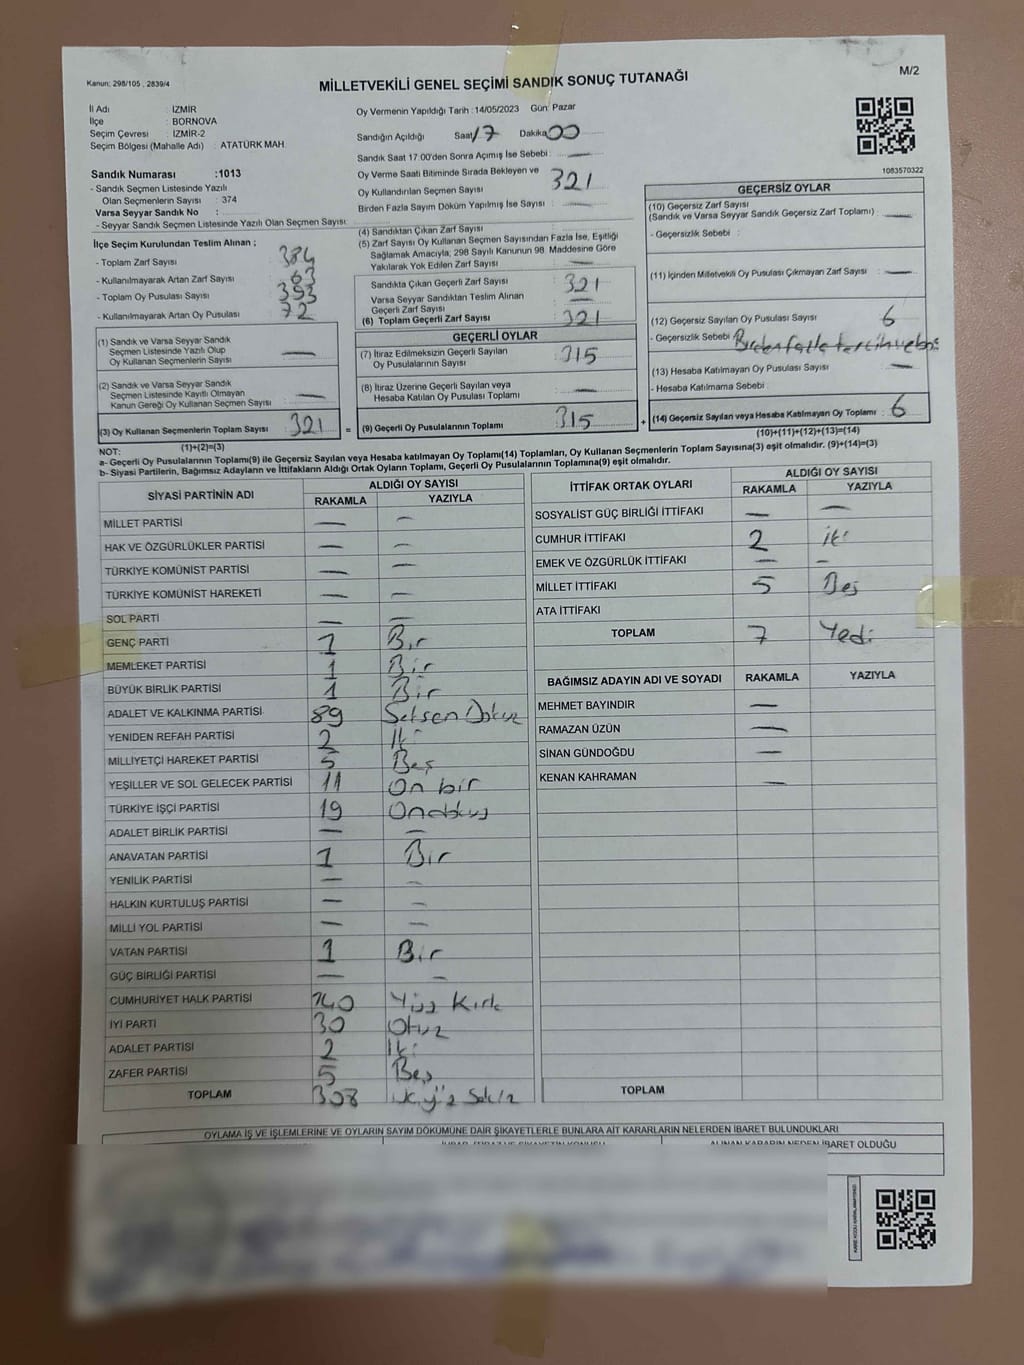 Kanun: 298/105 , 2839/4
MİLLETVEKİLİ GENEL SEÇİMİ SANDIK SONUÇ TUTANAĞI
M/2
İl Adı : İZMİR
İlçe : BORNOVA
Seçim Çevresi : İZMİR-2
Seçim Bölgesi (Mahalle Adı) : ATATÜRK MAH.
Sandık Numarası :1013
- Sandık Seçmen Listesinde Yazılı
Olan Seçmenlerin Sayısı : 374
Varsa Seyyar Sandık No :
- Seyyar Sandık Seçmen Listesinde Yazılı Olan Seçmen Sayısı:
İlçe Seçim Kurulundan Teslim Alınan ;
- Toplam Zarf Sayısı : 384
- Kullanılmayarak Artan Zarf Sayısı : 63
- Toplam Oy Pusulası Sayısı : 393
- Kullanılmayarak Artan Oy Pusulası : 72
Oy Vermenin Yapıldığı Tarih : 14/05/2023 Gün: Pazar
Sandığın Açıldığı Saat 17 Dakika 00
Sandık Saat 17.00'den Sonra Açımış İse Sebebi : —
Oy Verme Saati Bitiminde Sırada Bekleyen ve
Oy Kullandırılan Seçmen Sayısı : 321
Birden Fazla Sayım Döküm Yapılmış İse Sayısı : —
(4) Sandıktan Çıkan Zarf Sayısı :
(5) Zarf Sayısı Oy Kullanan Seçmen Sayısından Fazla İse, Eşitliği
Sağlamak Amacıyla, 298 Sayılı Kanunun 98. Maddesine Göre
Yakılarak Yok Edilen Zarf Sayısı : —
Sandıkta Çıkan Geçerli Zarf Sayısı : 321
Varsa Seyyar Sandıktan Teslim Alınan
Geçerli Zarf Sayısı : —
(6) Toplam Geçerli Zarf Sayısı : 321
1083570322
GEÇERSİZ OYLAR
(10) Geçersiz Zarf Sayısı
(Sandık ve Varsa Seyyar Sandık Geçersiz Zarf Toplamı) : —
- Geçersizlik Sebebi :
(11) İçinden Milletvekili Oy Pusulası Çıkmayan Zarf Sayısı : —
(12) Geçersiz Sayılan Oy Pusulası Sayısı : 6
- Geçersizlik Sebebi : Birden fazla tercih
(13) Hesaba Katılmayan Oy Pusulası Sayısı : —
- Hesaba Katılmama Sebebi :
(14) Geçersiz Sayılan veya Hesaba Katılmayan Oy Toplamı : 6
(10)+(11)+(12)+(13)=(14)
(1) Sandık ve Varsa Seyyar Sandık
Seçmen Listesinde Yazılı Olup
Oy Kullanan Seçmenlerin Sayısı : —
(2) Sandık ve Varsa Seyyar Sandık
Seçmen Listesinde Kayıtlı Olmayan
Kanun Gereği Oy Kullanan Seçmen Sayısı : —
(3) Oy Kullanan Seçmenlerin Toplam Sayısı : 321 =
(1)+(2)=(3)
GEÇERLİ OYLAR
(7) İtiraz Edilmeksizin Geçerli Sayılan
Oy Pusulalarının Sayısı : 315
(8) İtiraz Üzerine Geçerli Sayılan veya
Hesaba Katılan Oy Pusulası Toplamı : —
(9) Geçerli Oy Pusulalarının Toplamı : 315 +
NOT:
a- Geçerli Oy Pusulalarının Toplamı(9) ile Geçersiz Sayılan veya Hesaba katılmayan Oy Toplamı(14) Toplamları, Oy Kullanan Seçmenlerin Toplam Sayısına(3) eşit olmalıdır. (9)+(14)=(3)
b- Siyasi Partilerin, Bağımsız Adayların ve İttifakların Aldığı Ortak Oyların Toplamı, Geçerli Oy Pusulalarının Toplamına(9) eşit olmalıdır.
SİYASİ PARTİNİN ADI ALDIĞI OY SAYISI
RAKAMLA YAZIYLA
MİLLET PARTİSİ — —
HAK VE ÖZGÜRLÜKLER PARTİSİ — —
TÜRKİYE KOMÜNİST PARTİSİ — —
TÜRKİYE KOMÜNİST HAREKETİ — —
SOL PARTİ — —
GENÇ PARTİ 1 Bir
MEMLEKET PARTİSİ 1 Bir
BÜYÜK BİRLİK PARTİSİ 1 Bir
ADALET VE KALKINMA PARTİSİ 89 Seksen Dokuz
YENİDEN REFAH PARTİSİ 2 İki
MİLLİYETÇİ HAREKET PARTİSİ 5 Beş
YEŞİLLER VE SOL GELECEK PARTİSİ 11 On bir
TÜRKİYE İŞÇİ PARTİSİ 19 Ondokuz
ADALET BİRLİK PARTİSİ — —
ANAVATAN PARTİSİ 1 Bir
YENİLİK PARTİSİ — —
HALKIN KURTULUŞ PARTİSİ — —
MİLLİ YOL PARTİSİ — —
VATAN PARTİSİ 1 Bir
GÜÇ BİRLİĞİ PARTİSİ — —
CUMHURİYET HALK PARTİSİ 140 Yüz Kırk
İYİ PARTİ 30 Otuz
ADALET PARTİSİ 2 İki
ZAFER PARTİSİ 5 Beş
TOPLAM 308 Üçyüz Sekiz
İTTİFAK ORTAK OYLARI ALDIĞI OY SAYISI
RAKAMLA YAZIYLA
SOSYALİST GÜÇ BİRLİĞİ İTTİFAKI — —
CUMHUR İTTİFAKI 2 İki
EMEK VE ÖZGÜRLÜK İTTİFAKI — —
MİLLET İTTİFAKI 5 Beş
ATA İTTİFAKI
TOPLAM 7 Yedi
BAĞIMSIZ ADAYIN ADI VE SOYADI RAKAMLA YAZIYLA
MEHMET BAYINDIR —
RAMAZAN ÜZÜN —
SİNAN GÜNDOĞDU —
KENAN KAHRAMAN —
TOPLAM
OYLAMA İŞ VE İŞLEMLERİNE VE OYLARIN SAYIM DÖKÜMÜNE DAİR ŞİKAYETLERLE BUNLARA AİT KARARLARIN NELERDEN İBARET BULUNDUKLARI
ALINAN KARARIN NEDEN İBARET OLDUĞU